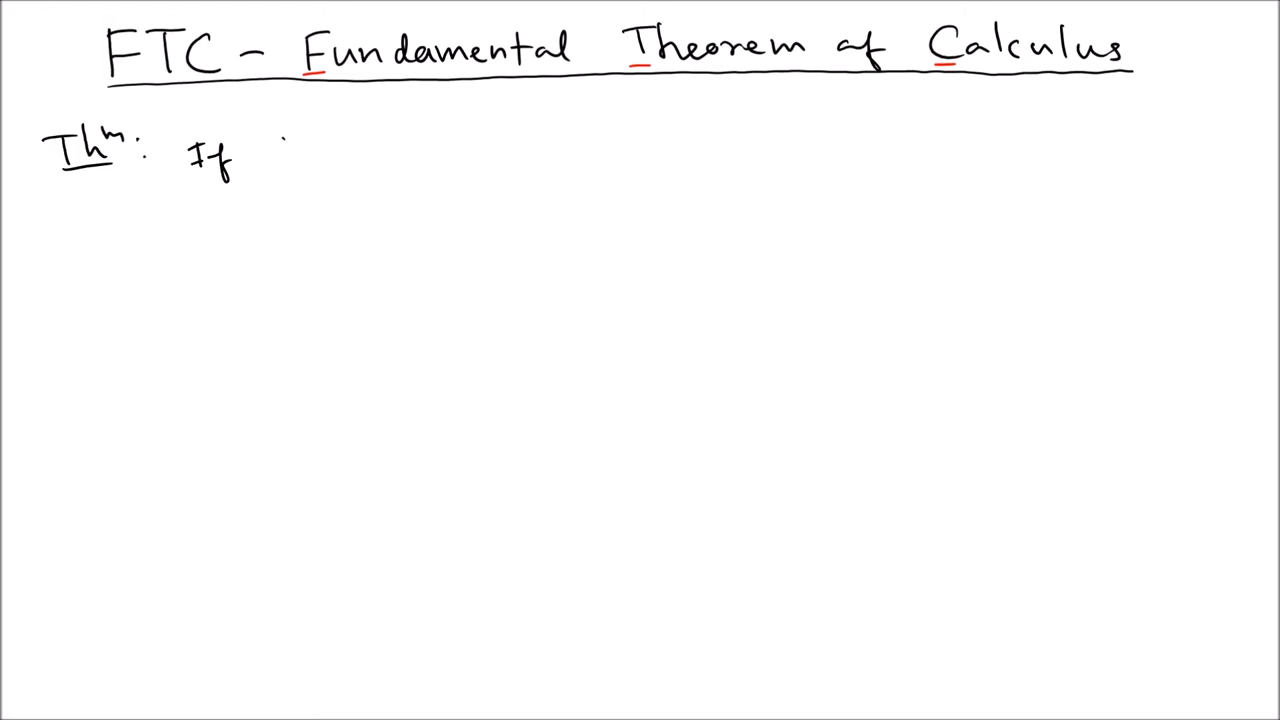 FTC - Fundamental Theorem of Calculus
Thᵐ: If